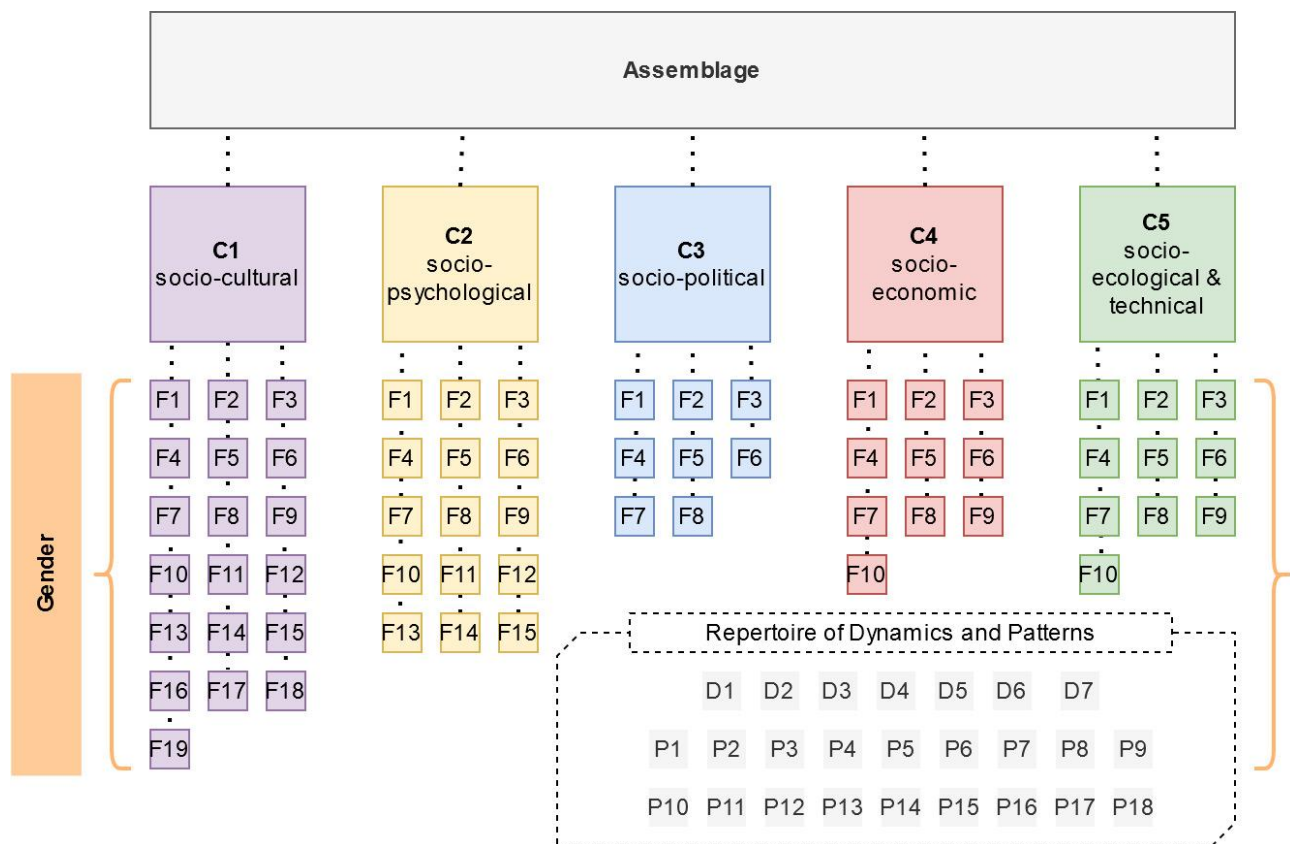 Assemblage
C1
socio-cultural
C2
socio-
psychological
C3
socio-political
C4
socio-
economic
C5
socio-
ecological &
technical
Gender
F1 F2 F3 F1 F2 F3 F1 F2 F3 F1 F2 F3 F1 F2 F3
F4 F5 F6 F4 F5 F6 F4 F5 F6 F4 F5 F6 F4 F5 F6
F7 F8 F9 F7 F8 F9 F7 F8 F7 F8 F9 F7 F8 F9
F10 F11 F12 F10 F11 F12 F10 F10
F13 F14 F15 F13 F14 F15
F16 F17 F18
F19
Repertoire of Dynamics and Patterns
D1 D2 D3 D4 D5 D6 D7
P1 P2 P3 P4 P5 P6 P7 P8 P9
P10 P11 P12 P13 P14 P15 P16 P17 P18